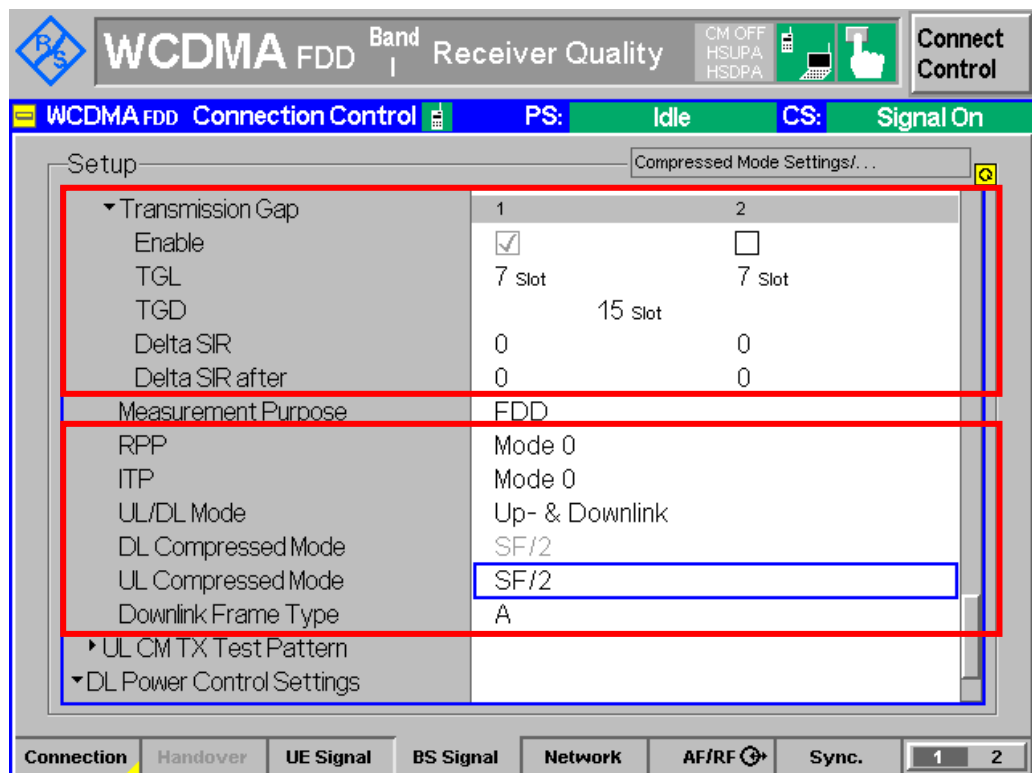 R S WCDMA FDD Band I Receiver Quality CM OFF HSUPA HSDPA Connect Control
WCDMA FDD Connection Control PS: Idle CS: Signal On
Setup Compressed Mode Settings/...
Transmission Gap 1 2
Enable
TGL 7 Slot 7 Slot
TGD 15 Slot
Delta SIR 0 0
Delta SIR after 0 0
Measurement Purpose FDD
RPP Mode 0
ITP Mode 0
UL/DL Mode Up- & Downlink
DL Compressed Mode SF/2
UL Compressed Mode SF/2
Downlink Frame Type A
UL CM TX Test Pattern
DL Power Control Settings
Connection Handover UE Signal BS Signal Network AF/RF Sync. 1 2